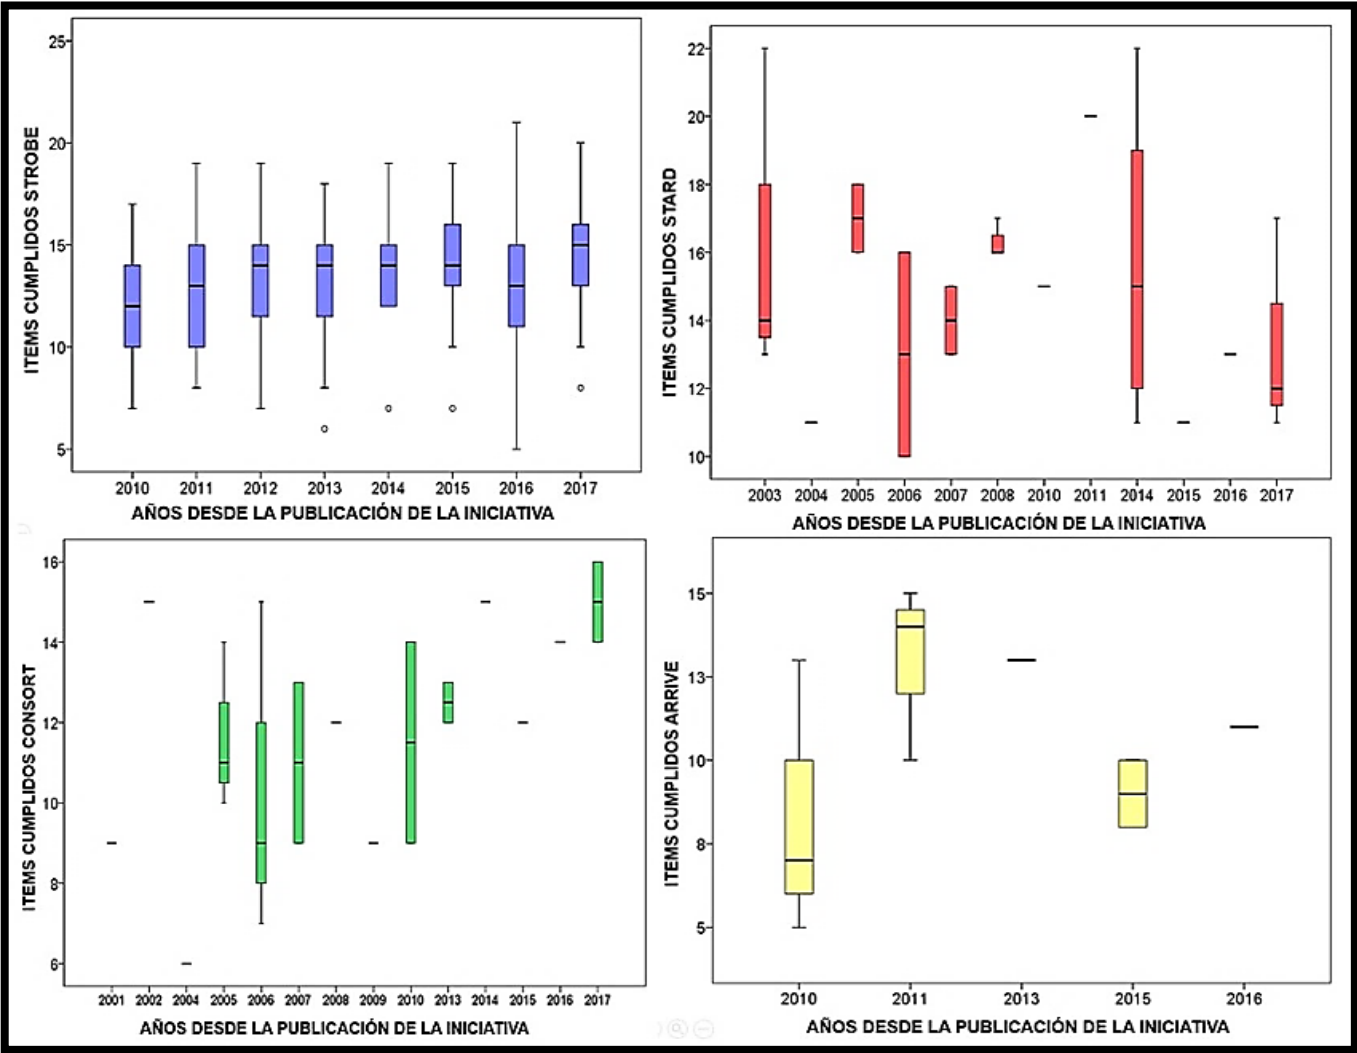 ITEMS CUMPLIDOS STROBE
25
20
15
10
5
2010 2011 2012 2013 2014 2015 2016 2017
AÑOS DESDE LA PUBLICACIÓN DE LA INICIATIVA
ITEMS CUMPLIDOS STARD
22
20
18
16
14
12
10
2003 2004 2005 2006 2007 2008 2010 2011 2014 2015 2016 2017
AÑOS DESDE LA PUBLICACIÓN DE LA INICIATIVA
ITEMS CUMPLIDOS CONSORT
16
14
12
10
8
6
2001 2002 2004 2005 2006 2007 2008 2009 2010 2013 2014 2015 2016 2017
AÑOS DESDE LA PUBLICACIÓN DE LA INICIATIVA
ITEMS CUMPLIDOS ARRIVE
15
13
10
8
5
2010 2011 2013 2015 2016
AÑOS DESDE LA PUBLICACIÓN DE LA INICIATIVA